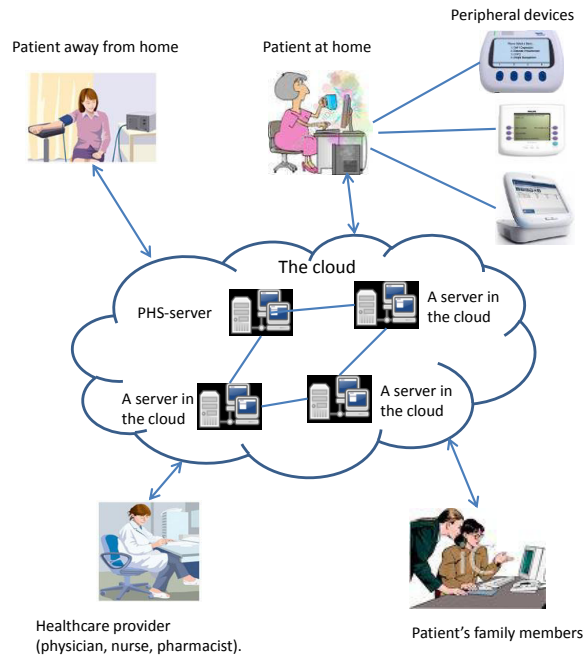 Peripheral devices
Patient away from home
Patient at home
The cloud
PHS-server
A server in
the cloud
A server in
the cloud
A server in
the cloud
Healthcare provider
(physician, nurse, pharmacist).
Patient's family members